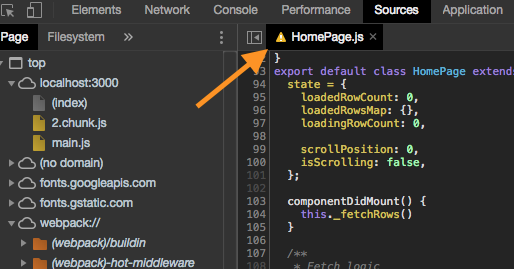 Elements Network Console Performance Sources Application
Page Filesystem »
HomePage.js ×
top
localhost:3000
(index)
2.chunk.js
main.js
(no domain)
fonts.googleapis.com
fonts.gstatic.com
webpack://
(webpack)/buildin
(webpack)-hot-middleware
}
93 export default class HomePage extends
94 state = {
95 loadedRowCount: 0,
96 loadedRowsMap: {},
97 loadingRowCount: 0,
98
99 scrollPosition: 0,
100 isScrolling: false,
101 };
102
103 componentDidMount() {
104 this._fetchRows()
105 }
106
107 /**
108 * Fetch logic